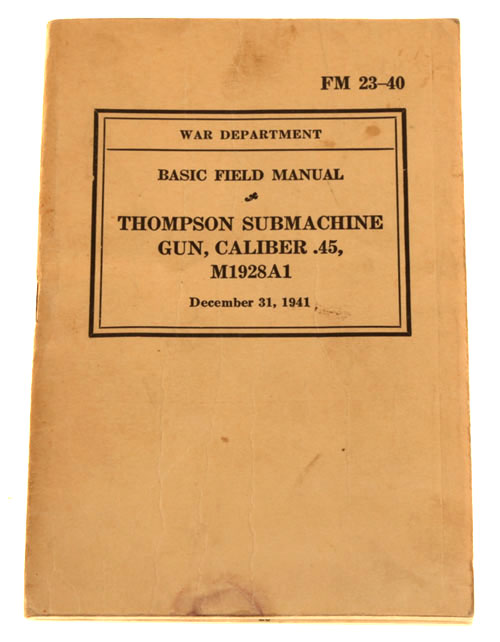 FM 23-40
WAR DEPARTMENT
BASIC FIELD MANUAL
THOMPSON SUBMACHINE
GUN, CALIBER .45,
M1928A1
December 31, 1941